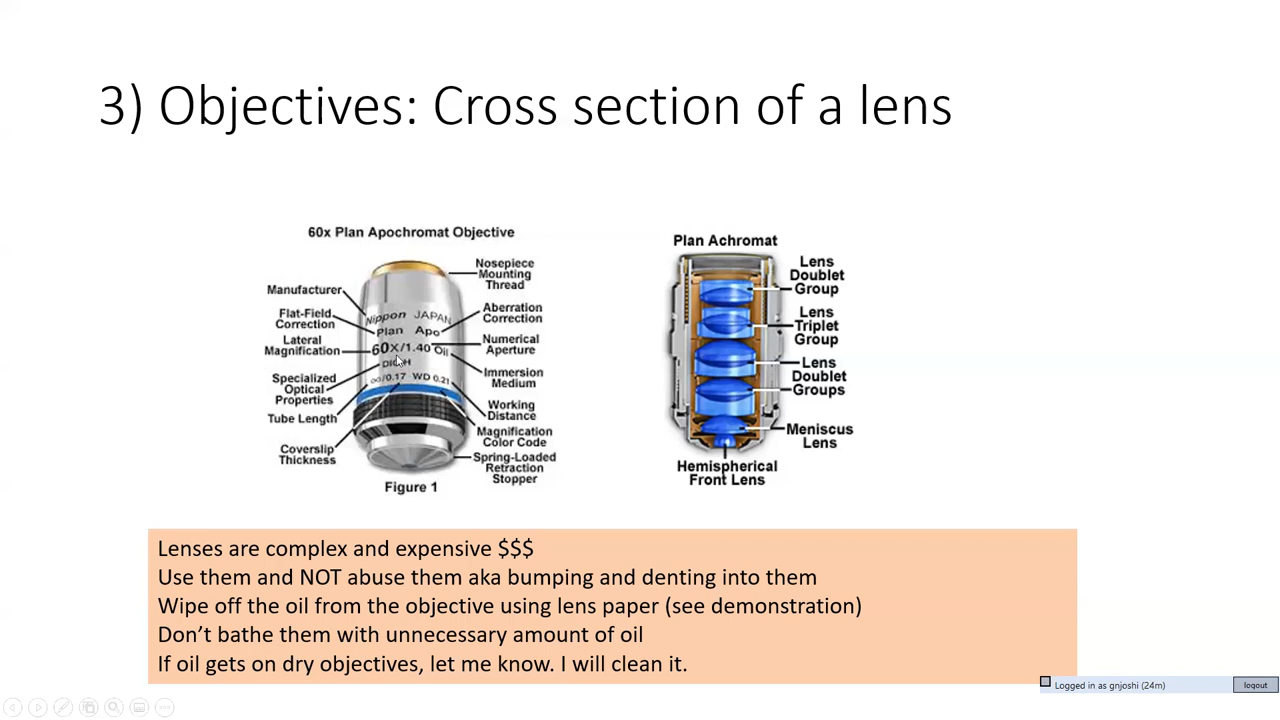 3) Objectives: Cross section of a lens
60x Plan Apochromat Objective
Nosepiece
Mounting
Thread
Manufacturer
Flat-Field
Correction
Aberration
Correction
Lateral
Magnification
Numerical
Aperture
Specialized
Optical
Properties
Immersion
Medium
Tube Length
Working
Distance
Coverslip
Thickness
Magnification
Color Code
Spring-Loaded
Retraction
Stopper
Nippon JAPAN
Plan Apo
60X/1.40 Oil
∞/0.17 WD 0.21
Figure 1
Plan Achromat
Lens
Doublet
Group
Lens
Triplet
Group
Lens
Doublet
Groups
Meniscus
Lens
Hemispherical
Front Lens
Lenses are complex and expensive $$$
Use them and NOT abuse them aka bumping and denting into them
Wipe off the oil from the objective using lens paper (see demonstration)
Don’t bathe them with unnecessary amount of oil
If oil gets on dry objectives, let me know. I will clean it.
Logged in as gnjoshi (24m)
logout